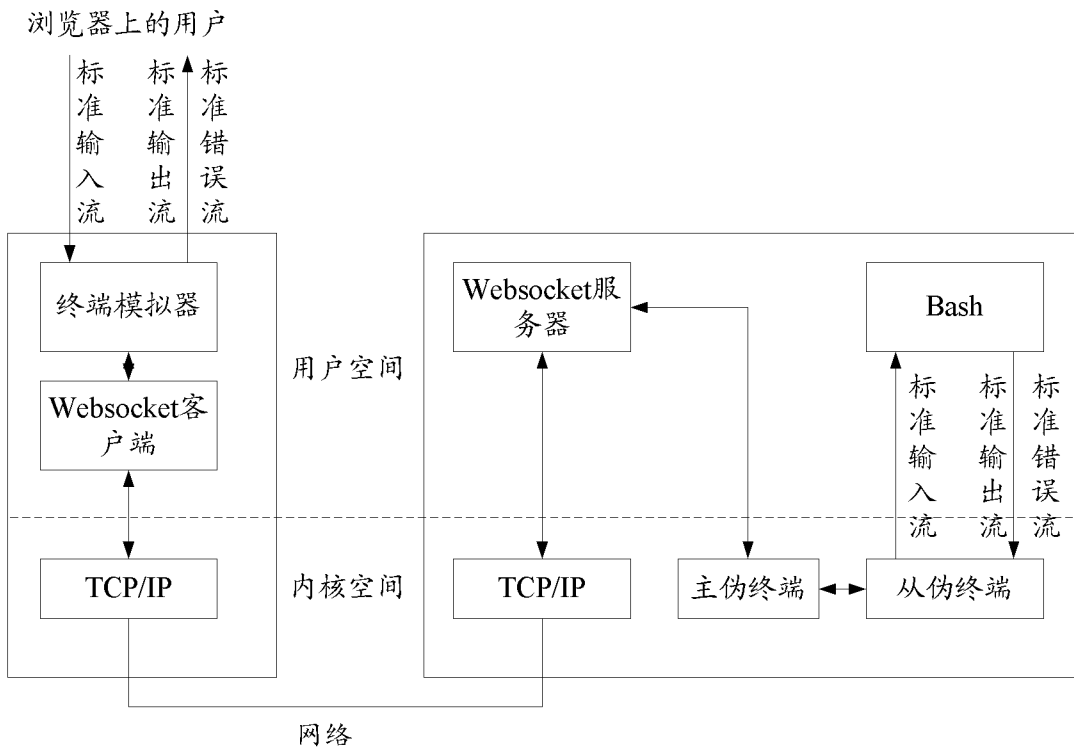 浏览器上的用户
标准输入流
标准输出流
标准错误流
终端模拟器
Websocket客
户端
TCP/IP
用户空间
内核空间
Websocket服
务器
Bash
标准输入流
标准输出流
标准错误流
TCP/IP
主伪终端
从伪终端
网络